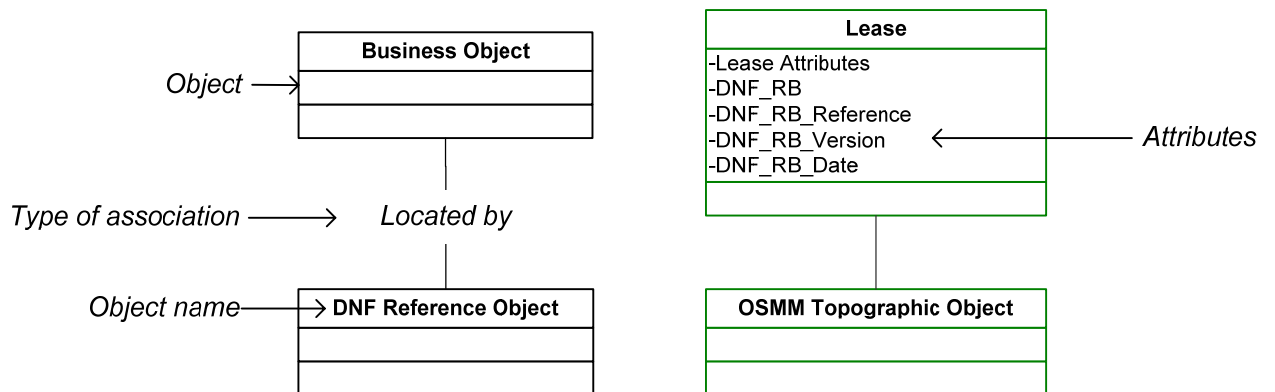 Business Object
Object
Type of association
Located by
Object name
DNF Reference Object
Lease
-Lease Attributes
-DNF_RB
-DNF_RB_Reference
-DNF_RB_Version
-DNF_RB_Date
Attributes
OSMM Topographic Object